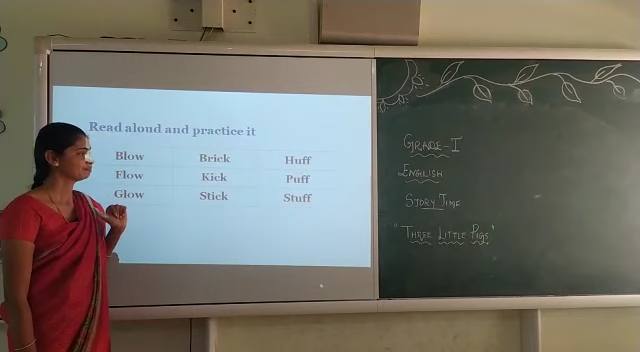 Read aloud and practice it
Blow Brick Huff
Flow Kick Puff
Glow Stick Stuff
GRADE-I
ENGLISH
STORY TIME
"THREE LITTLE PIGS"